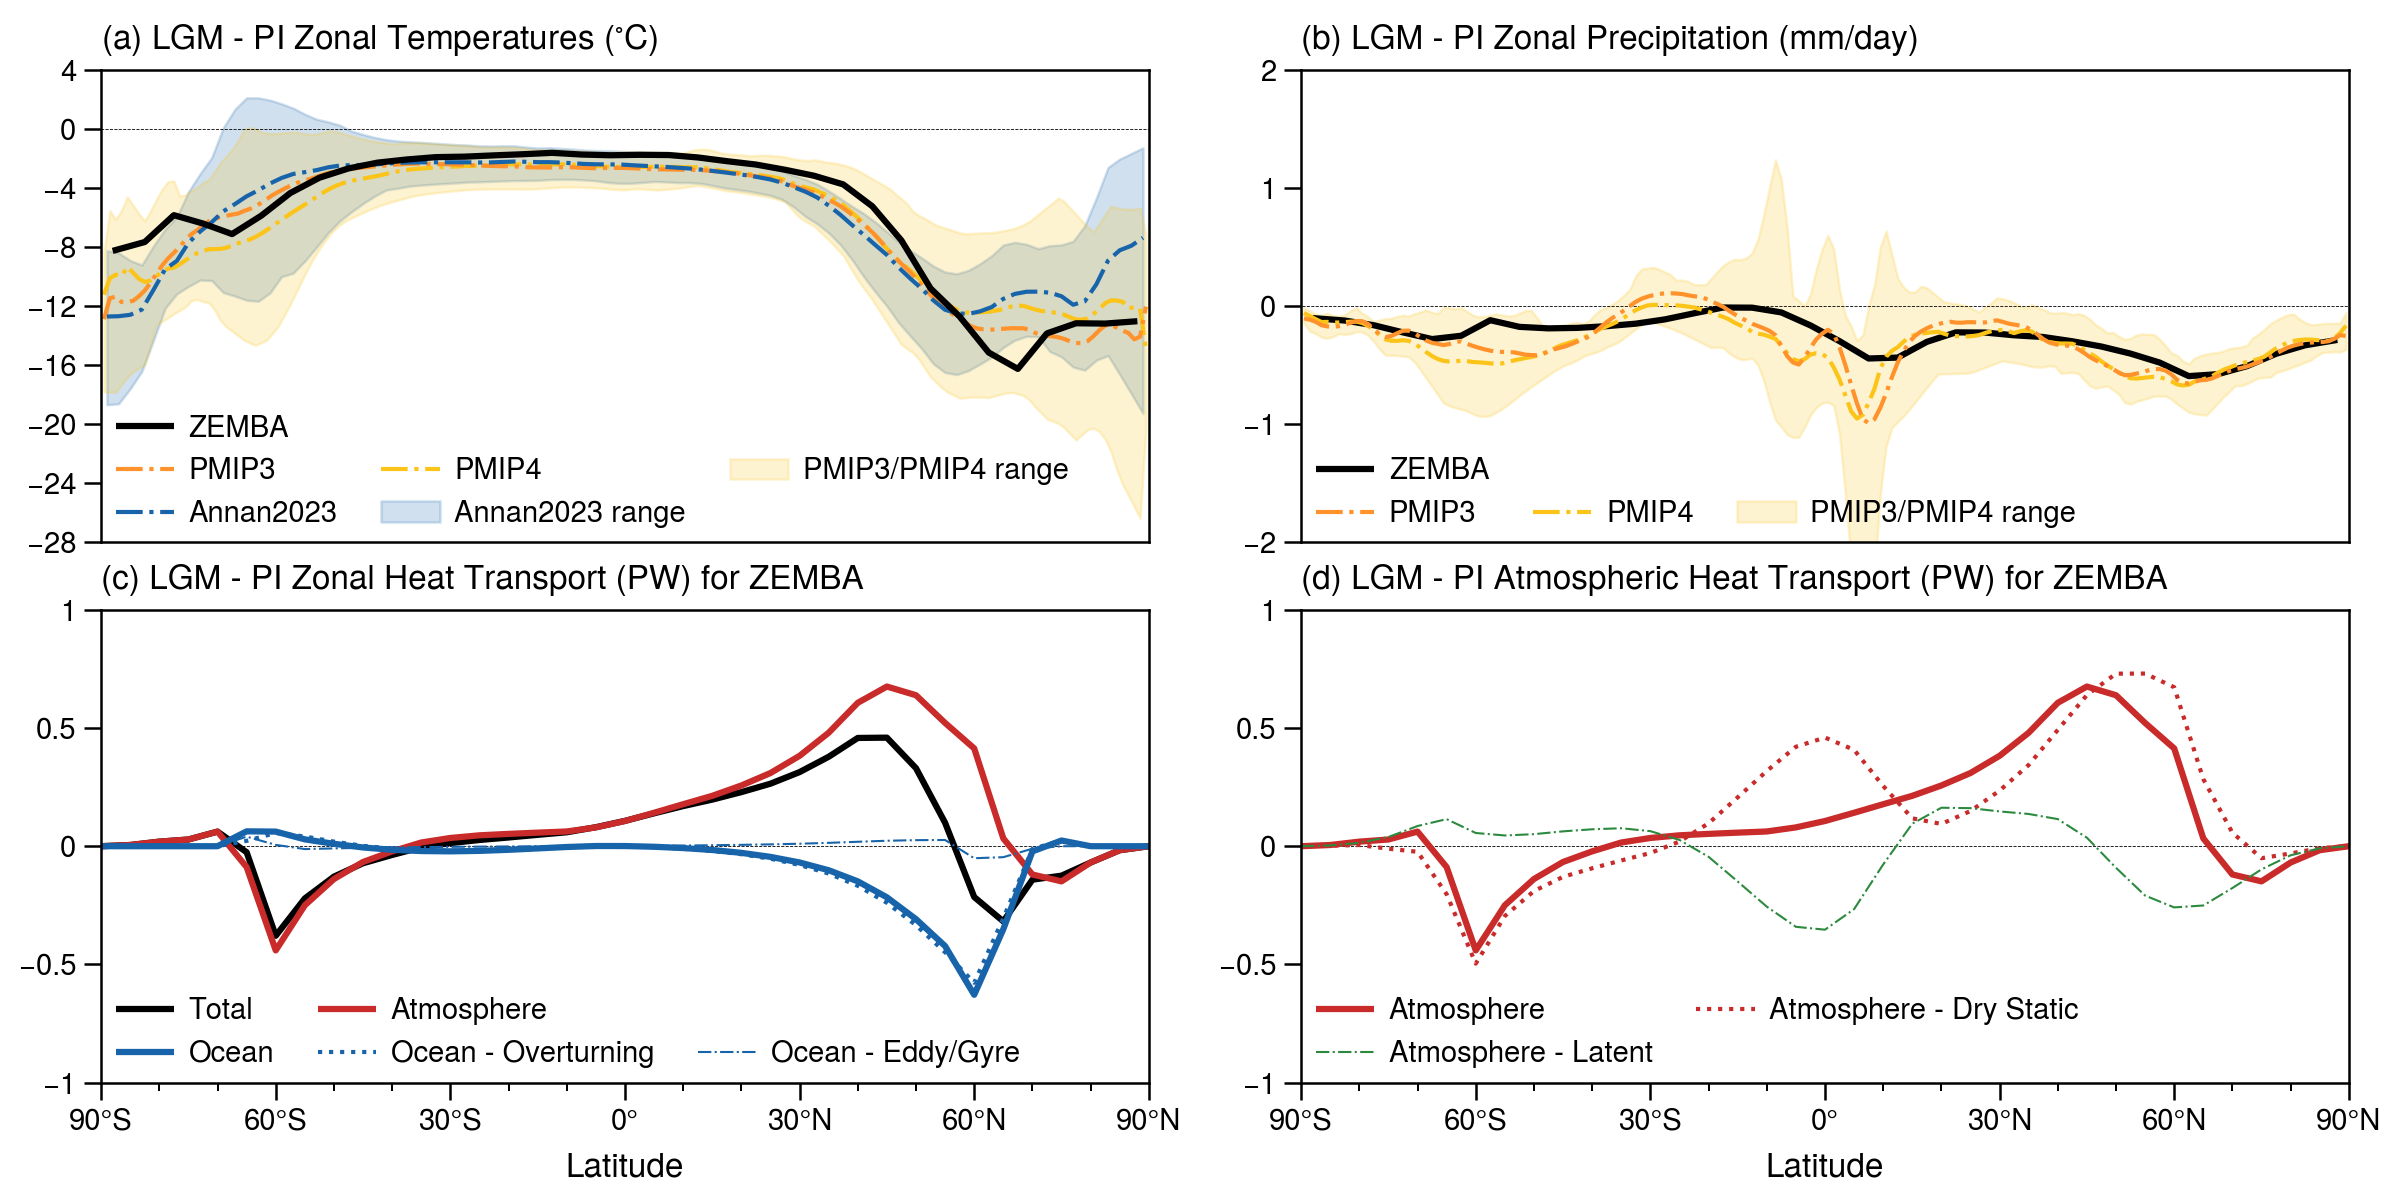 (a) LGM - PI Zonal Temperatures (°C)
4
0
−4
−8
−12
−16
−20
−24
−28
ZEMBA
PMIP3 PMIP4 PMIP3/PMIP4 range
Annan2023 Annan2023 range
(b) LGM - PI Zonal Precipitation (mm/day)
2
1
0
−1
−2
ZEMBA
PMIP3 PMIP4 PMIP3/PMIP4 range
(c) LGM - PI Zonal Heat Transport (PW) for ZEMBA
1
0.5
0
−0.5
−1
Total Atmosphere
Ocean Ocean - Overturning Ocean - Eddy/Gyre
90°S 60°S 30°S 0° 30°N 60°N 90°N
Latitude
(d) LGM - PI Atmospheric Heat Transport (PW) for ZEMBA
1
0.5
0
−0.5
−1
Atmosphere Atmosphere - Dry Static
Atmosphere - Latent
90°S 60°S 30°S 0° 30°N 60°N 90°N
Latitude